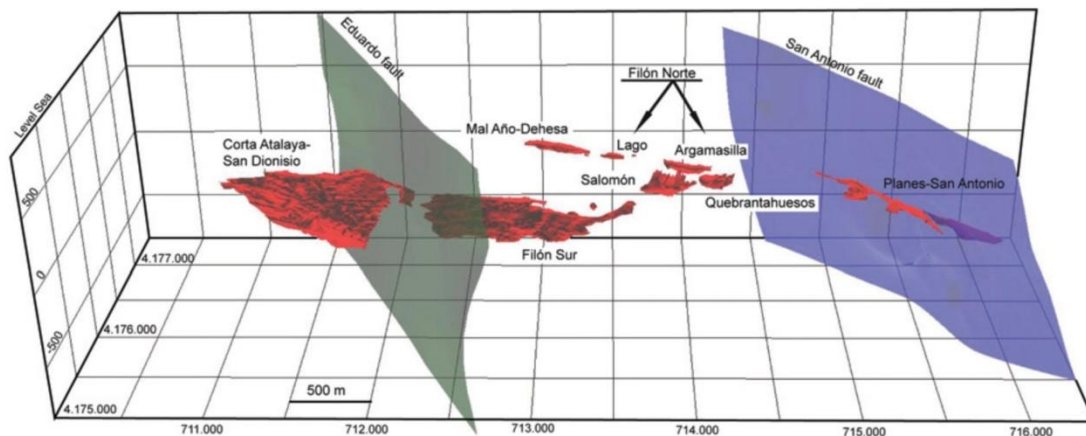 Level Sea
500
0
-500
4.177.000
4.176.000
4.175.000
Corta Atalaya-
San Dionisio
Eduardo fault
Mal Año-Dehesa
Filón Norte
Lago
Argamasilla
Salomón
Quebrantahuesos
Filón Sur
San Antonio fault
Planes-San Antonio
500 m
711.000
712.000
713.000
714.000
715.000
716.000